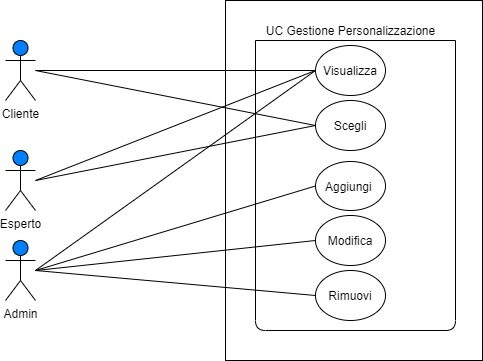 UC Gestione Personalizzazione
Visualizza
Cliente
Scegli
Aggiungi
Esperto
Modifica
Rimuovi
Admin